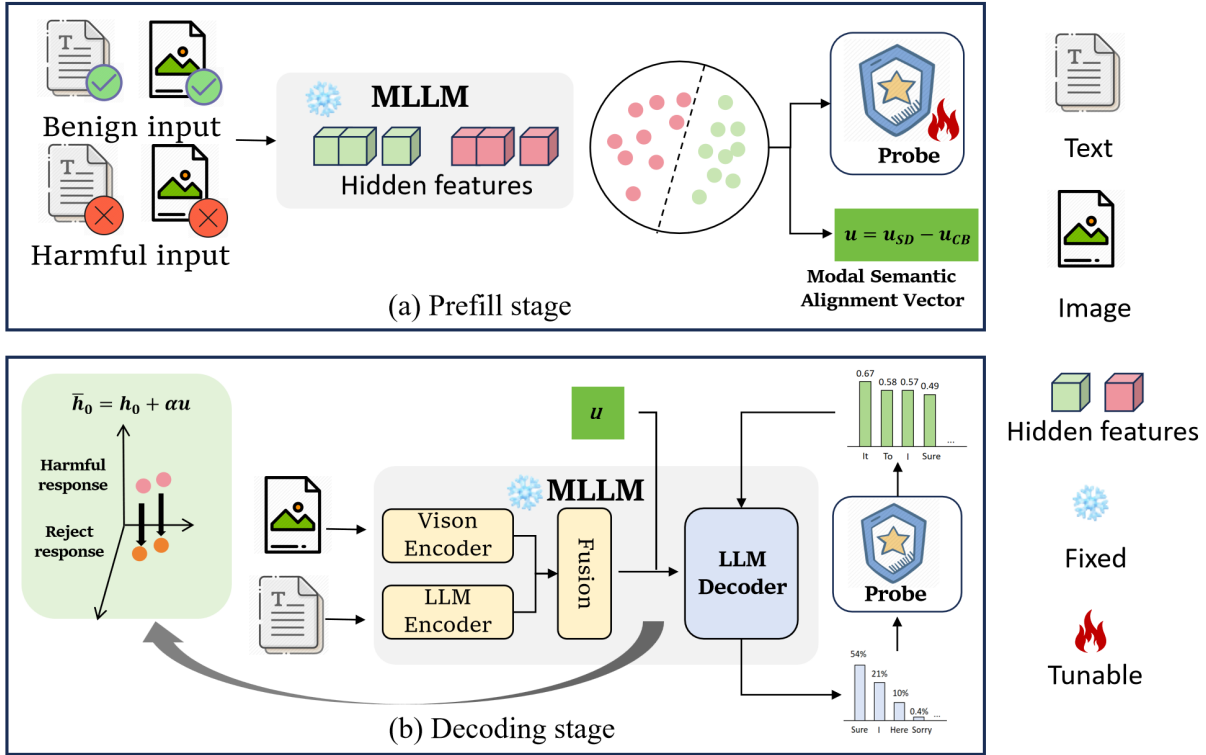 T
Benign input
T
Harmful input
MLLM
Hidden features
Probe
u = u_SD − u_CB
Modal Semantic
Alignment Vector
(a) Prefill stage
Text
Image
Hidden features
Fixed
Tunable
h̄₀ = h₀ + αu
Harmful
response
Reject
response
T
u
MLLM
Vison
Encoder
LLM
Encoder
Fusion
LLM
Decoder
0.67
0.58
0.57
0.49
...
It
To
I
Sure
Probe
54%
21%
10%
0.4%
...
Sure
I
Here
Sorry
(b) Decoding stage
T